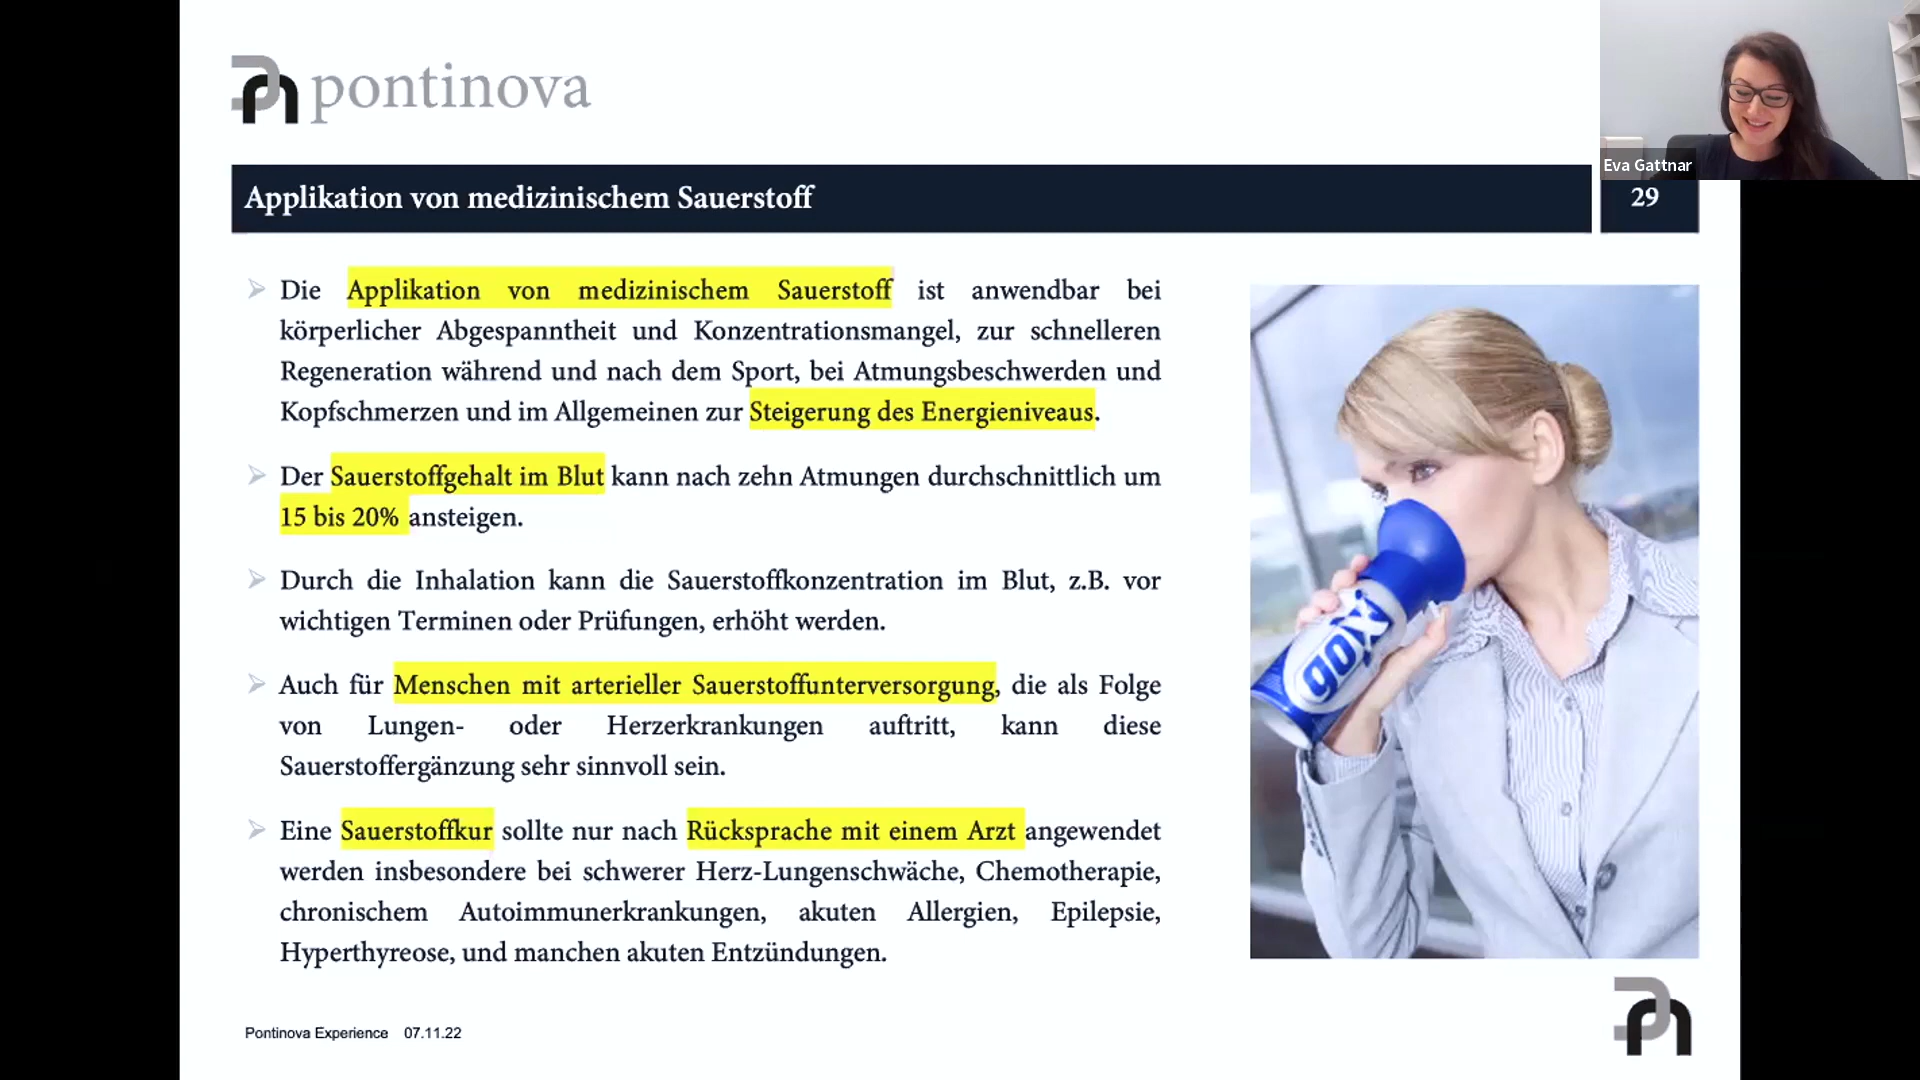 pontinova
Eva Gattnar
Applikation von medizinischem Sauerstoff
29
Die Applikation von medizinischem Sauerstoff ist anwendbar bei
körperlicher Abgespanntheit und Konzentrationsmangel, zur schnelleren
Regeneration während und nach dem Sport, bei Atmungsbeschwerden und
Kopfschmerzen und im Allgemeinen zur Steigerung des Energieniveaus.
Der Sauerstoffgehalt im Blut kann nach zehn Atmungen durchschnittlich um
15 bis 20% ansteigen.
Durch die Inhalation kann die Sauerstoffkonzentration im Blut, z.B. vor
wichtigen Terminen oder Prüfungen, erhöht werden.
Auch für Menschen mit arterieller Sauerstoffunterversorgung, die als Folge
von Lungen- oder Herzerkrankungen auftritt, kann diese
Sauerstoffergänzung sehr sinnvoll sein.
Eine Sauerstoffkur sollte nur nach Rücksprache mit einem Arzt angewendet
werden insbesondere bei schwerer Herz-Lungenschwäche, Chemotherapie,
chronischem Autoimmunerkrankungen, akuten Allergien, Epilepsie,
Hyperthyreose, und manchen akuten Entzündungen.
goX
Pontinova Experience 07.11.22